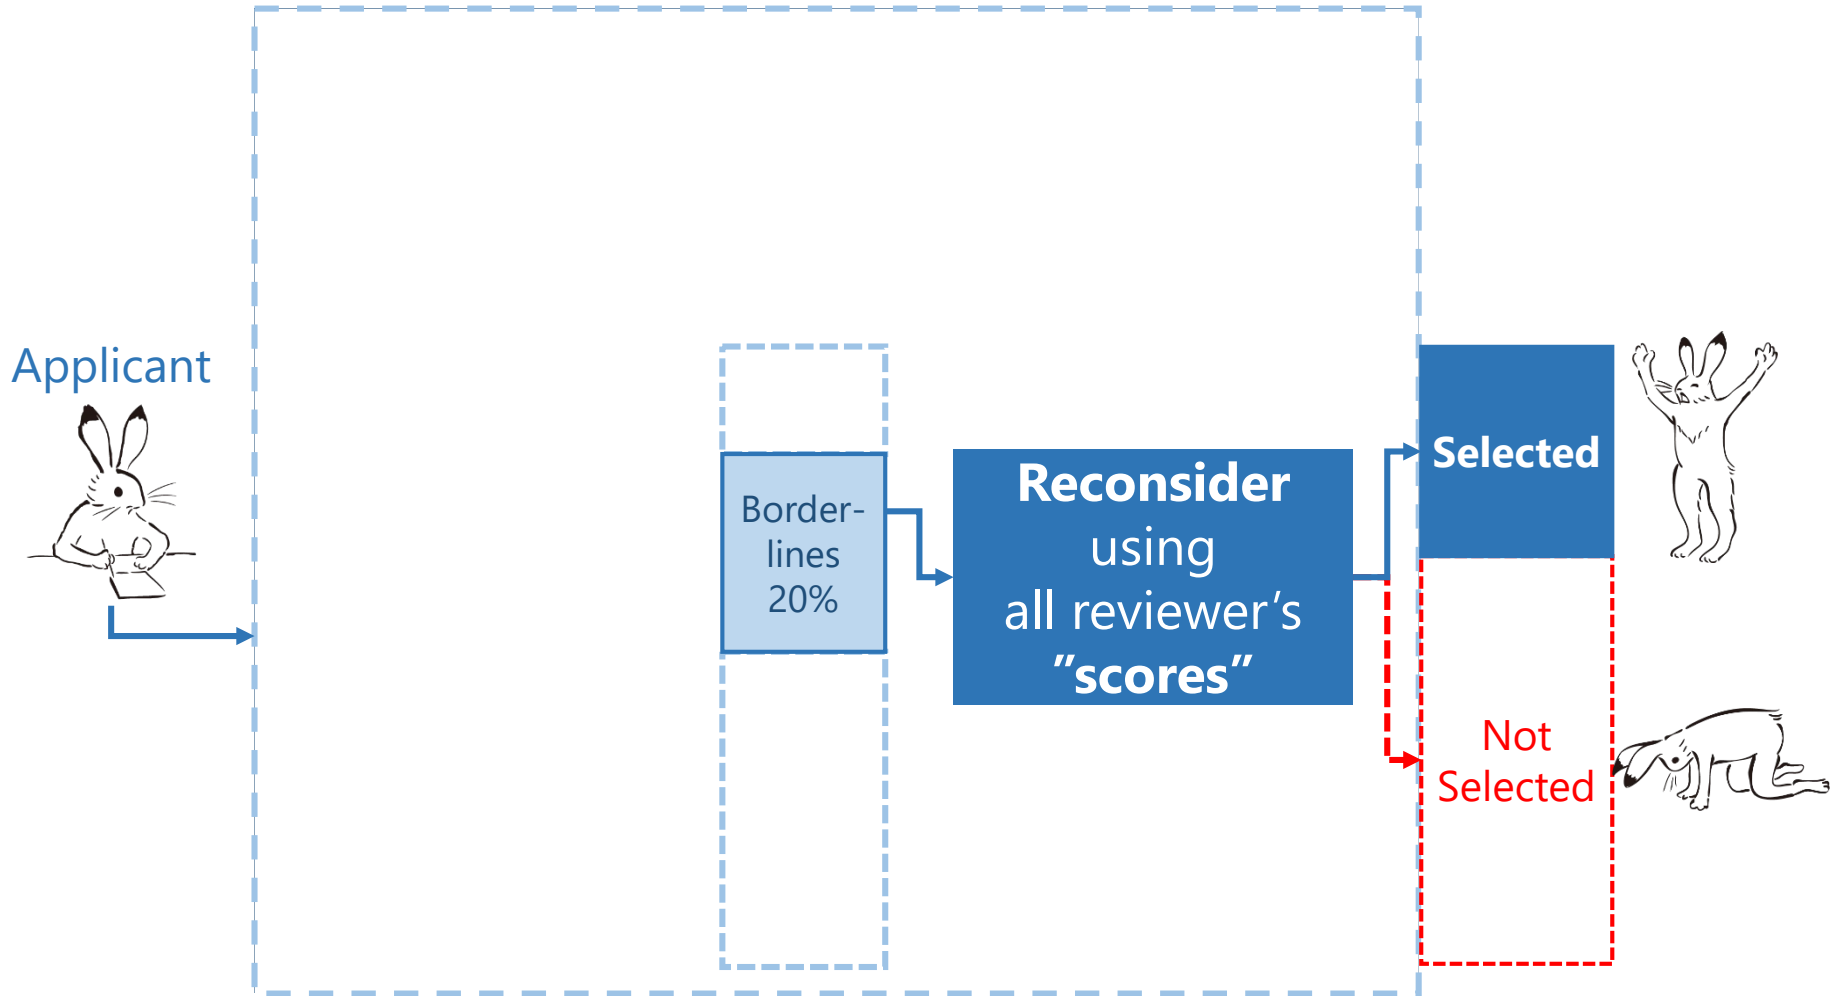 Applicant
Border-
lines
20%
Reconsider
using
all reviewer’s
”scores”
Selected
Not
Selected